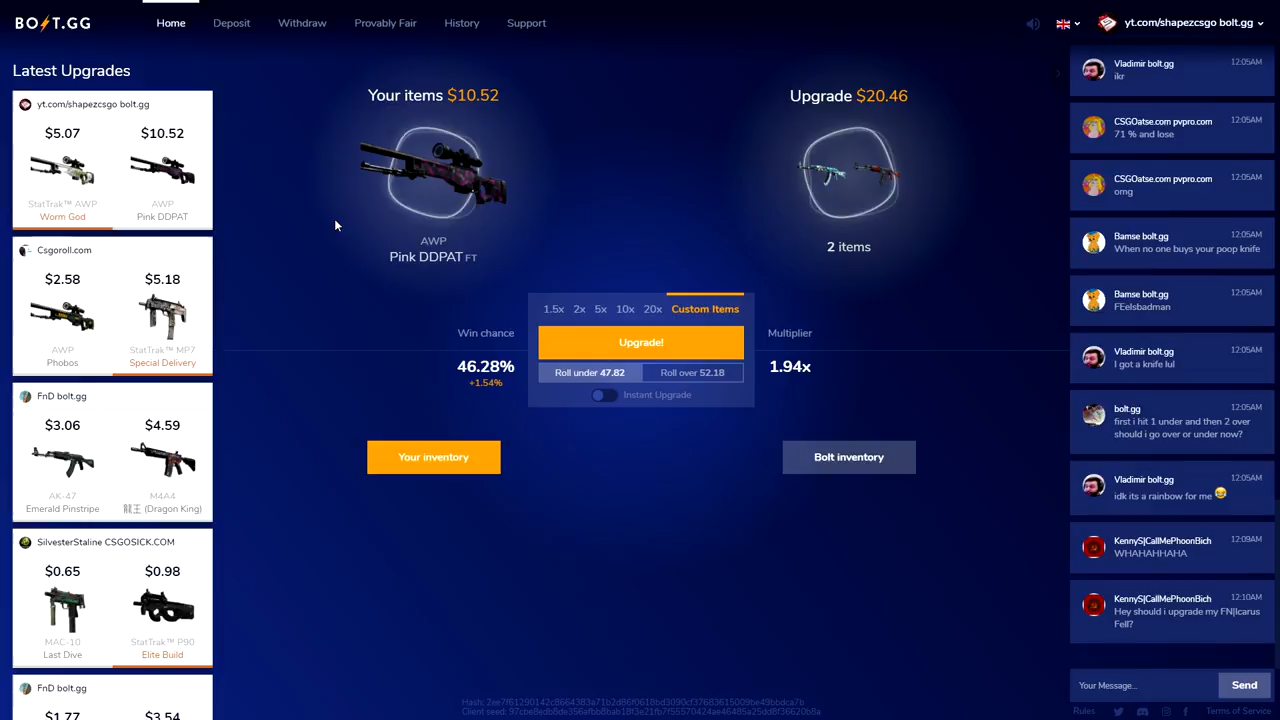 BOLT.GG
Home
Deposit
Withdraw
Provably Fair
History
Support
yt.com/shapezcsgo bolt.gg
Latest Upgrades
yt.com/shapezcsgo bolt.gg
$5.07
$10.52
StatTrak™ AWP
AWP
Worm God
Pink DDPAT
Csgoroll.com
$2.58
$5.18
AWP
StatTrak™ MP7
Phobos
Special Delivery
FnD bolt.gg
$3.06
$4.59
AK-47
M4A4
Emerald Pinstripe
龍王 (Dragon King)
SilvesterStaline CSGOSICK.COM
$0.65
$0.98
MAC-10
StatTrak™ P90
Last Dive
Elite Build
FnD bolt.gg
$1.77
$3.54
Your items $10.52
AWP
Pink DDPAT FT
Upgrade $20.46
2 items
1.5x
2x
5x
10x
20x
Custom Items
Win chance
46.28%
+1.54%
Upgrade!
Roll under 47.82
Roll over 52.18
Instant Upgrade
Multiplier
1.94x
Your inventory
Bolt inventory
Vladimir bolt.gg
12:05AM
ikr
CSGOatse.com pvpro.com
12:05AM
71 % and lose
CSGOatse.com pvpro.com
12:05AM
omg
Bamse bolt.gg
12:05AM
When no one buys your poop knife
Bamse bolt.gg
12:05AM
FEelsbadman
Vladimir bolt.gg
12:05AM
I got a knife lul
bolt.gg
12:05AM
first i hit 1 under and then 2 over
should i go over or under now?
Vladimir bolt.gg
12:05AM
idk its a rainbow for me 😂
KennyS|CallMePhoonBich
12:09AM
WHAHAHHAHA
KennyS|CallMePhoonBich
12:10AM
Hey should i upgrade my FN|Icarus
Fell?
Your Message...
Send
Rules
Terms of Service
Hash:
Client seed: